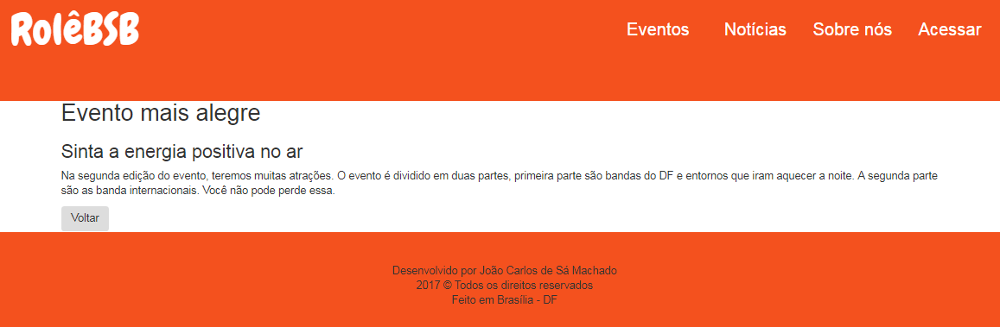 RolêBSB
Eventos Notícias Sobre nós Acessar
Evento mais alegre
Sinta a energia positiva no ar
Na segunda edição do evento, teremos muitas atrações. O evento é dividido em duas partes, primeira parte são bandas do DF e entornos que iram aquecer a noite. A segunda parte
são as banda internacionais. Você não pode perde essa.
Voltar
Desenvolvido por João Carlos de Sá Machado
2017 © Todos os direitos reservados
Feito em Brasília - DF